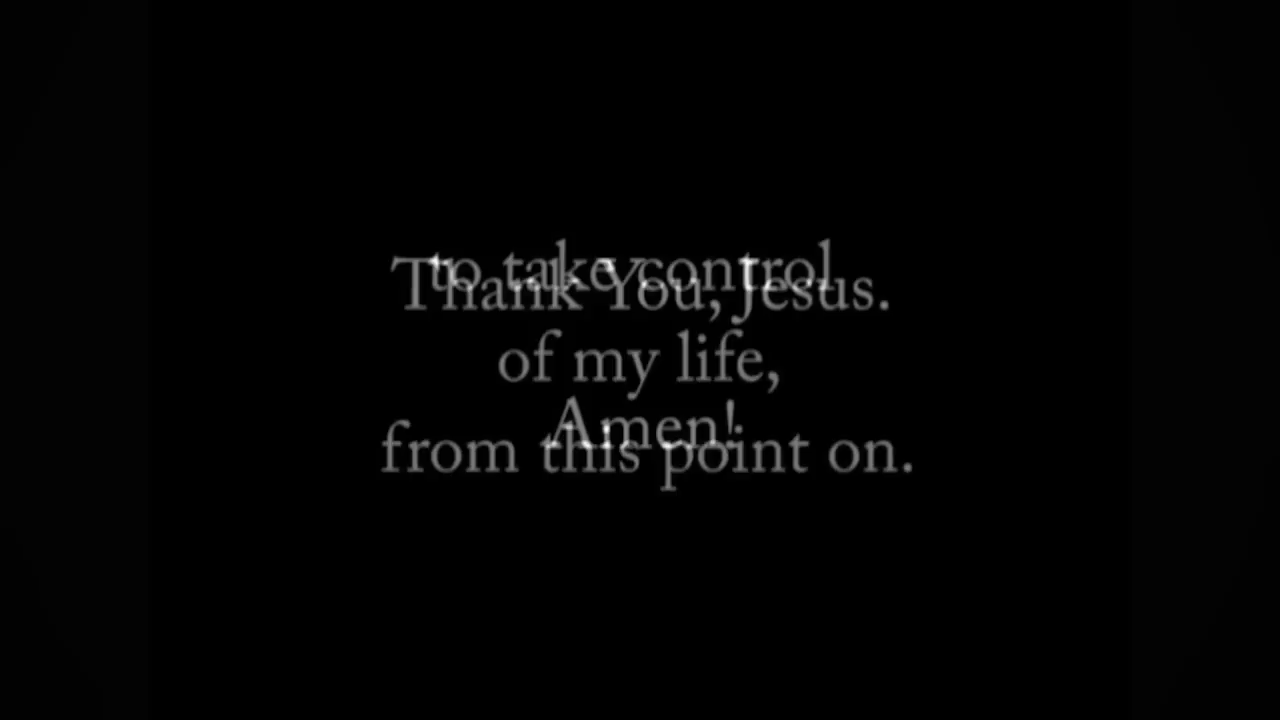 to take control
Thank You, Jesus.
of my life,
Amen!
from this point on.